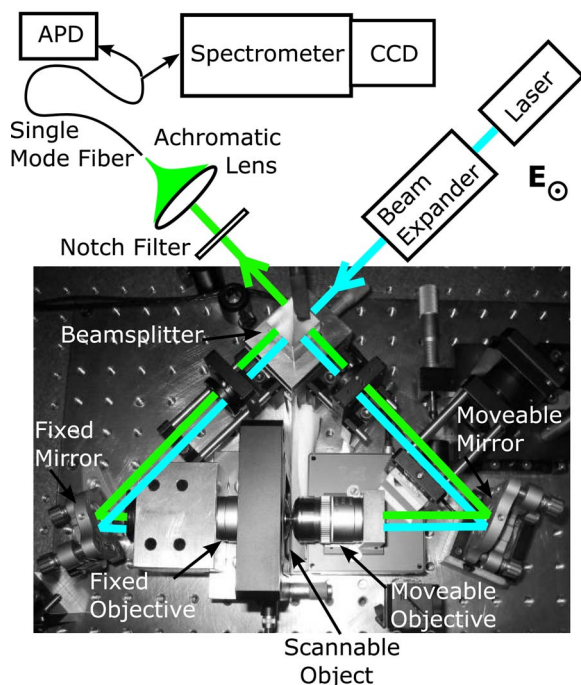 APD
Spectrometer
CCD
Laser
Single
Mode Fiber
Achromatic
Lens
Beam
Expander
E
Notch Filter
Beamsplitter
Fixed
Mirror
Moveable
Mirror
Fixed
Objective
Moveable
Objective
Scannable
Object